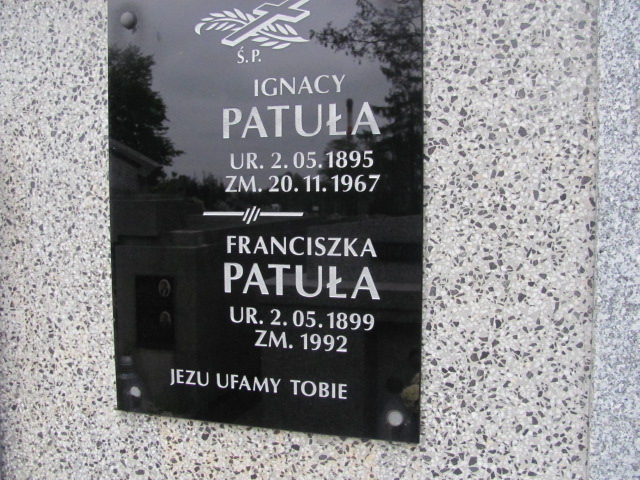 Ś.P.
IGNACY
PATUŁA
UR. 2.05.1895
ZM. 20.11.1967
FRANCISZKA
PATUŁA
UR. 2.05.1899
ZM. 1992
JEZU UFAMY TOBIE